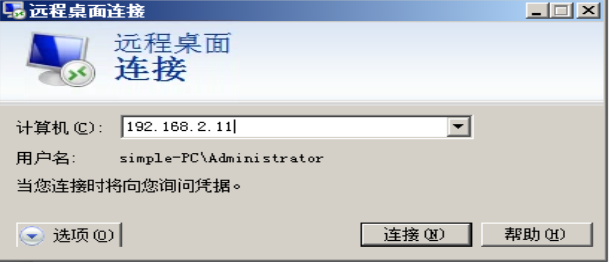 远程桌面连接
远程桌面
连接
计算机(C): 192.168.2.11
用户名: simple-PC\Administrator
当您连接时将向您询问凭据。
选项(O) 连接(N) 帮助(H)